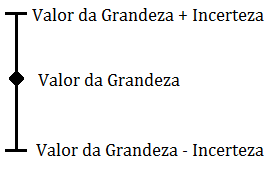 Valor da Grandeza + Incerteza
Valor da Grandeza
Valor da Grandeza - Incerteza